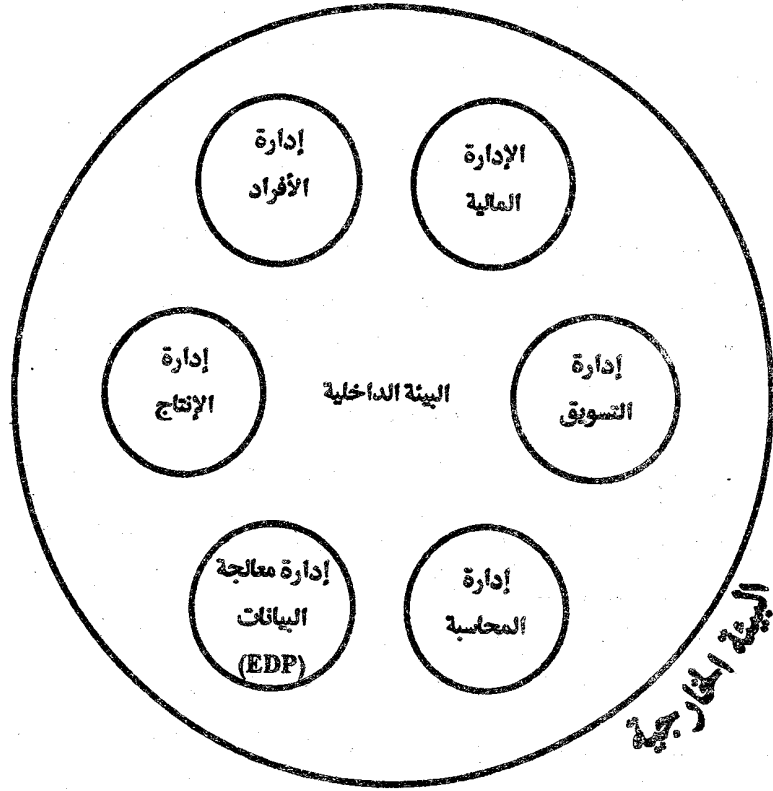 الإدارة
المالية
إدارة
الأفراد
إدارة
التسويق
البيئة الداخلية
إدارة
الإنتاج
إدارة
المحاسبة
إدارة معالجة
البيانات
(EDP)
البيئة الخارجية